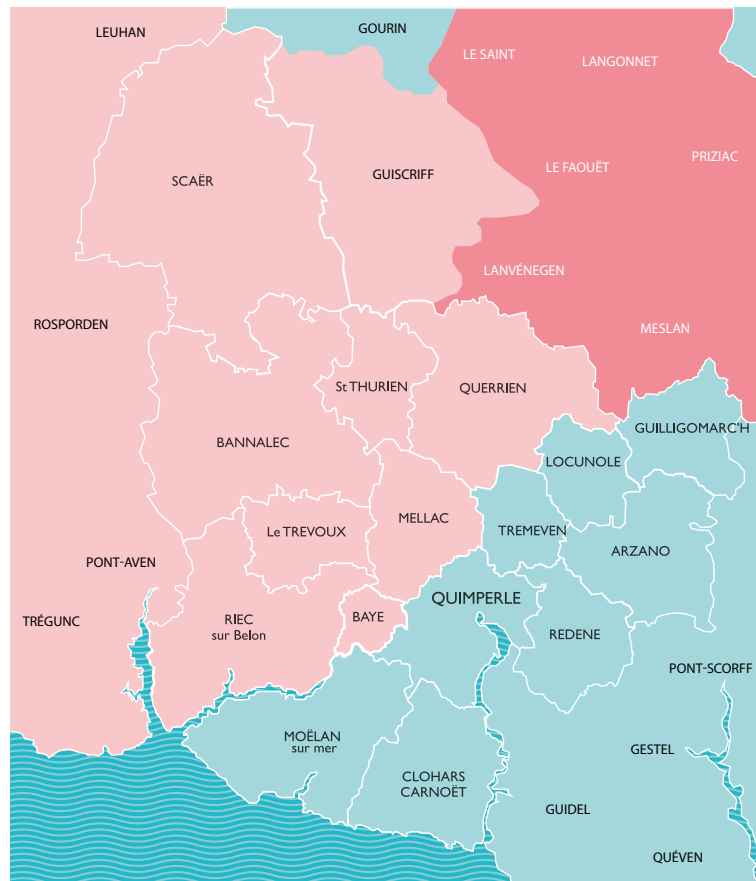 LEUHAN
GOURIN
LE SAINT
LANGONNET
SCAËR
GUISCRIFF
LE FAOUËT
PRIZIAC
LANVÉNEGEN
ROSPORDEN
MESLAN
St THURIEN
QUERRIEN
GUILLIGOMARC'H
BANNALEC
LOCUNOLE
Le TREVOUX
MELLAC
TREMEVEN
ARZANO
PONT-AVEN
QUIMPERLE
TRÉGUNC
RIEC
sur Belon
BAYE
REDENE
PONT-SCORFF
MOËLAN
sur mer
GESTEL
CLOHARS
CARNOËT
GUIDEL
QUÉVEN